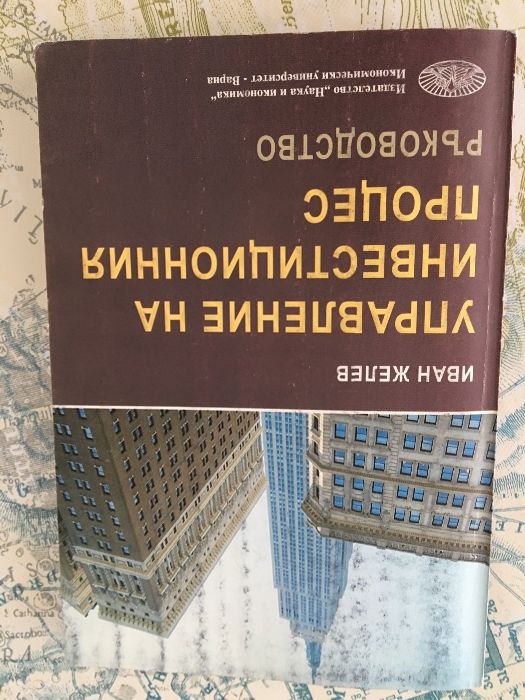 ИВАН ЖЕЛЕВ
УПРАВЛЕНИЕ НА
ИНВЕСТИЦИОННИЯ
ПРОЦЕС
РЪКОВОДСТВО
Издателство „Наука и икономика“
Икономически университет - Варна